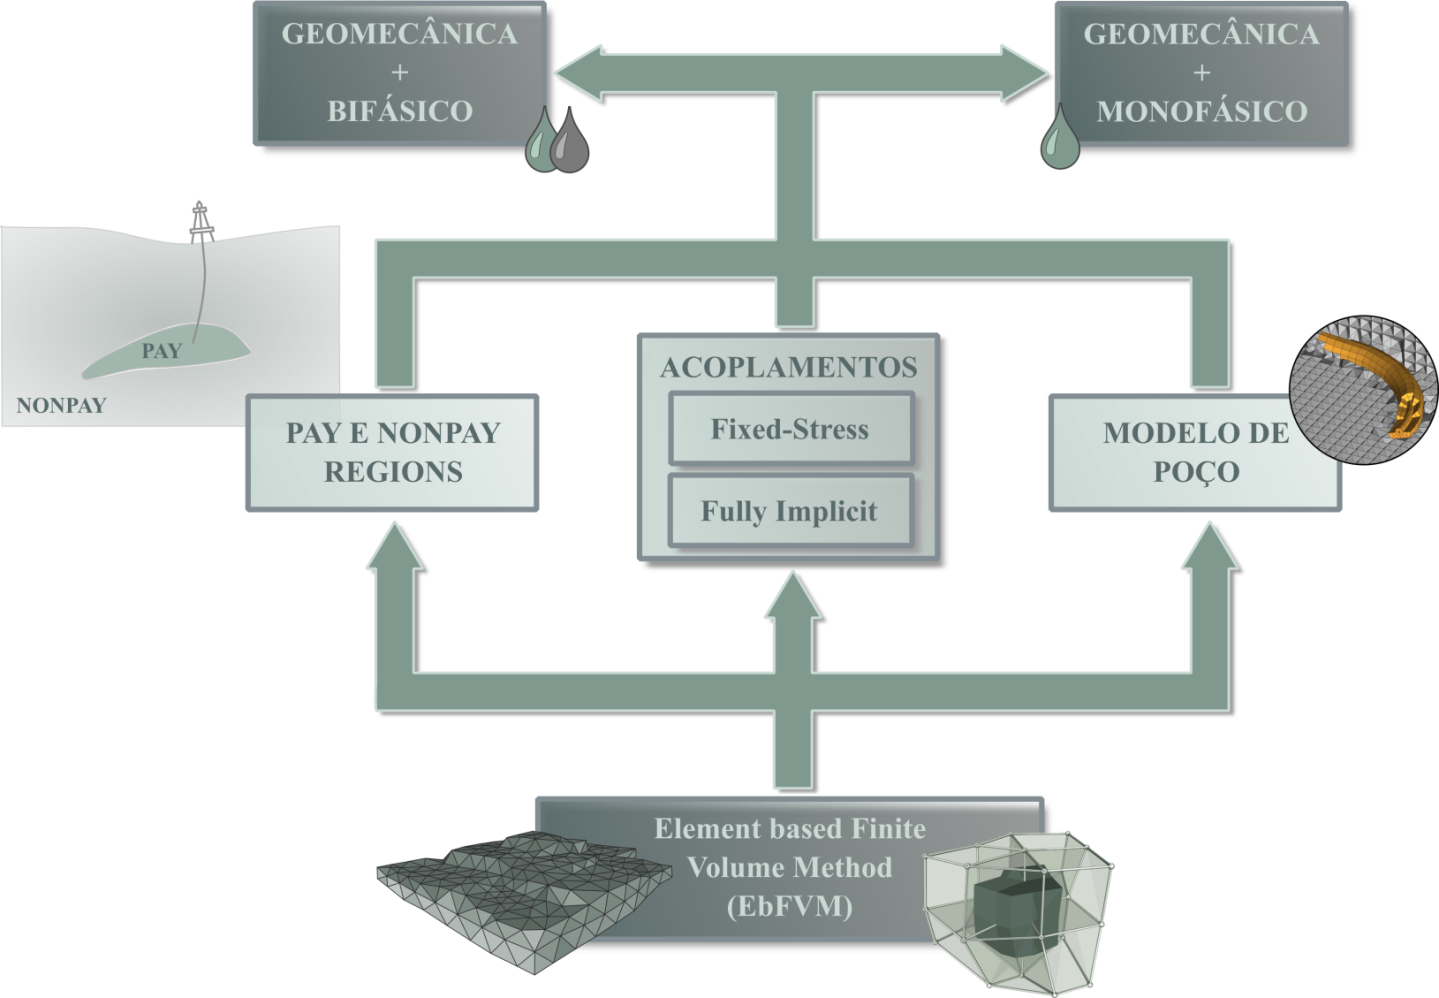 GEOMECÂNICA
+
BIFÁSICO
GEOMECÂNICA
+
MONOFÁSICO
PAY
NONPAY
PAY E NONPAY
REGIONS
ACOPLAMENTOS
Fixed-Stress
Fully Implicit
MODELO DE
POÇO
Element based Finite
Volume Method
(EbFVM)